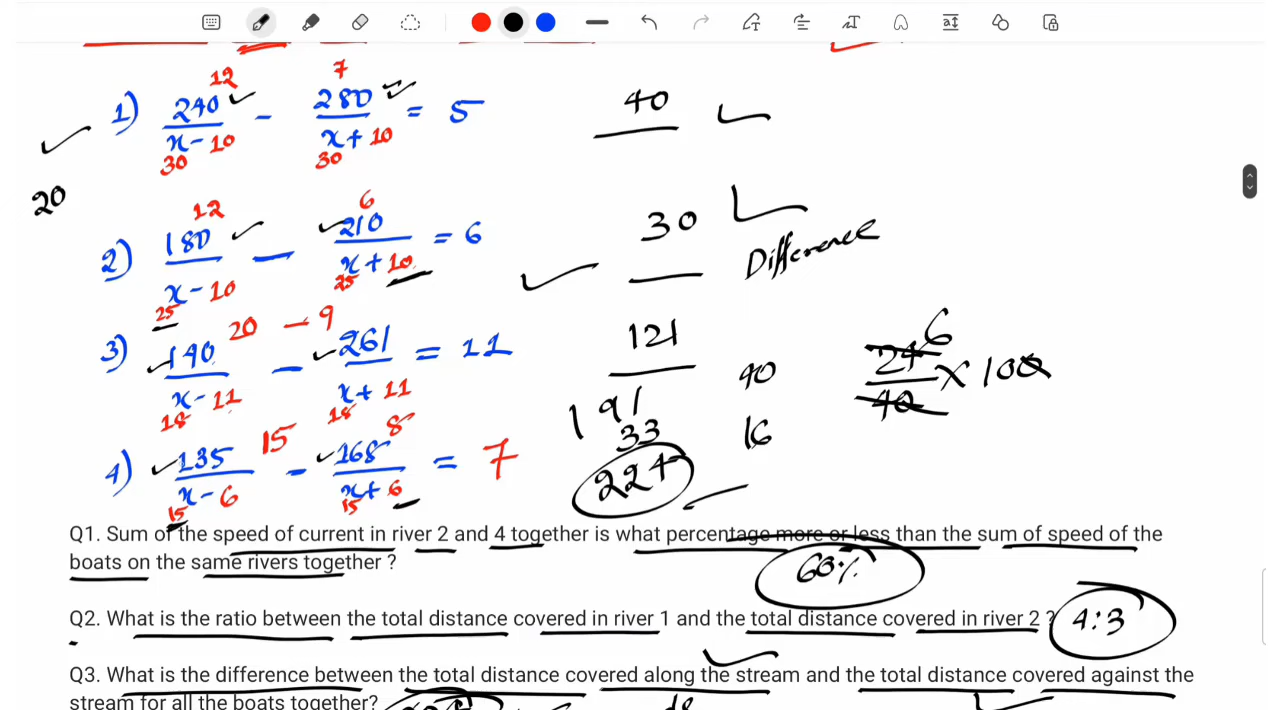 12 7
1) 240/x-10 - 280/x+10 = 5 40
30 30
20
12 6
2) 180/x-10 - 210/x+10 = 6 30 Difference
25 25
20 - 9
3) 140/x-11 - 261/x+11 = 11 121 40 24/40 6 × 100
18 18 191
15 8 33 16
4) 135/x-6 - 168/x+6 = 7 224
15 15
Q1. Sum of the speed of current in river 2 and 4 together is what percentage more or less than the sum of speed of the
boats on the same rivers together ? 60%
Q2. What is the ratio between the total distance covered in river 1 and the total distance covered in river 2 ? 4:3
Q3. What is the difference between the total distance covered along the stream and the total distance covered against the
stream for all the boats together?